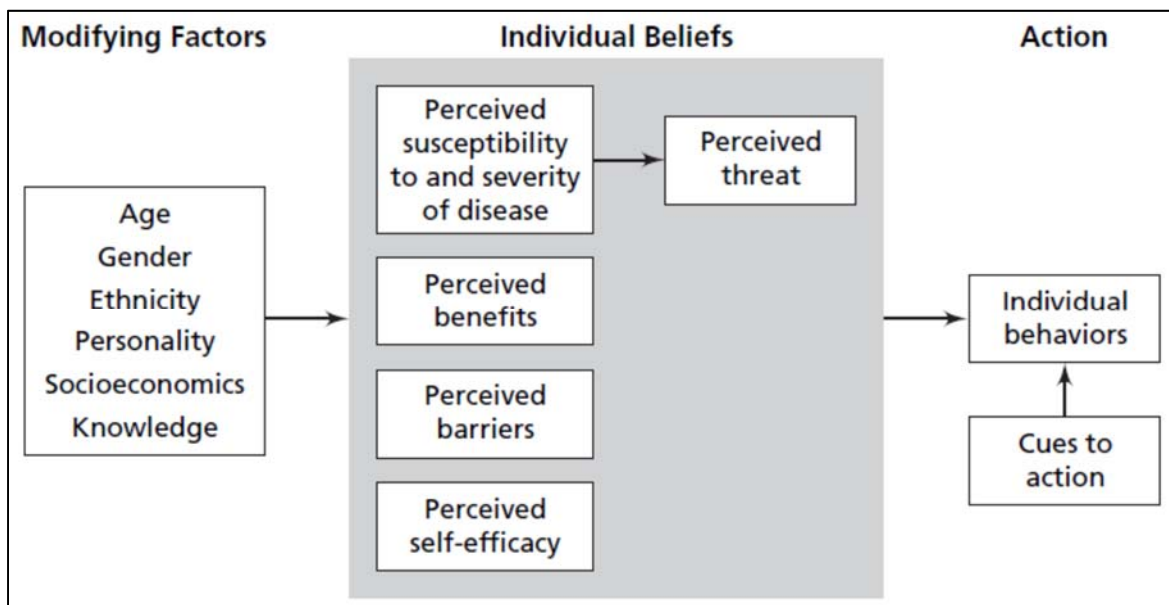 Modifying Factors
Individual Beliefs
Action
Age
Gender
Ethnicity
Personality
Socioeconomics
Knowledge
Perceived
susceptibility
to and severity
of disease
Perceived
threat
Perceived
benefits
Perceived
barriers
Perceived
self-efficacy
Individual
behaviors
Cues to
action